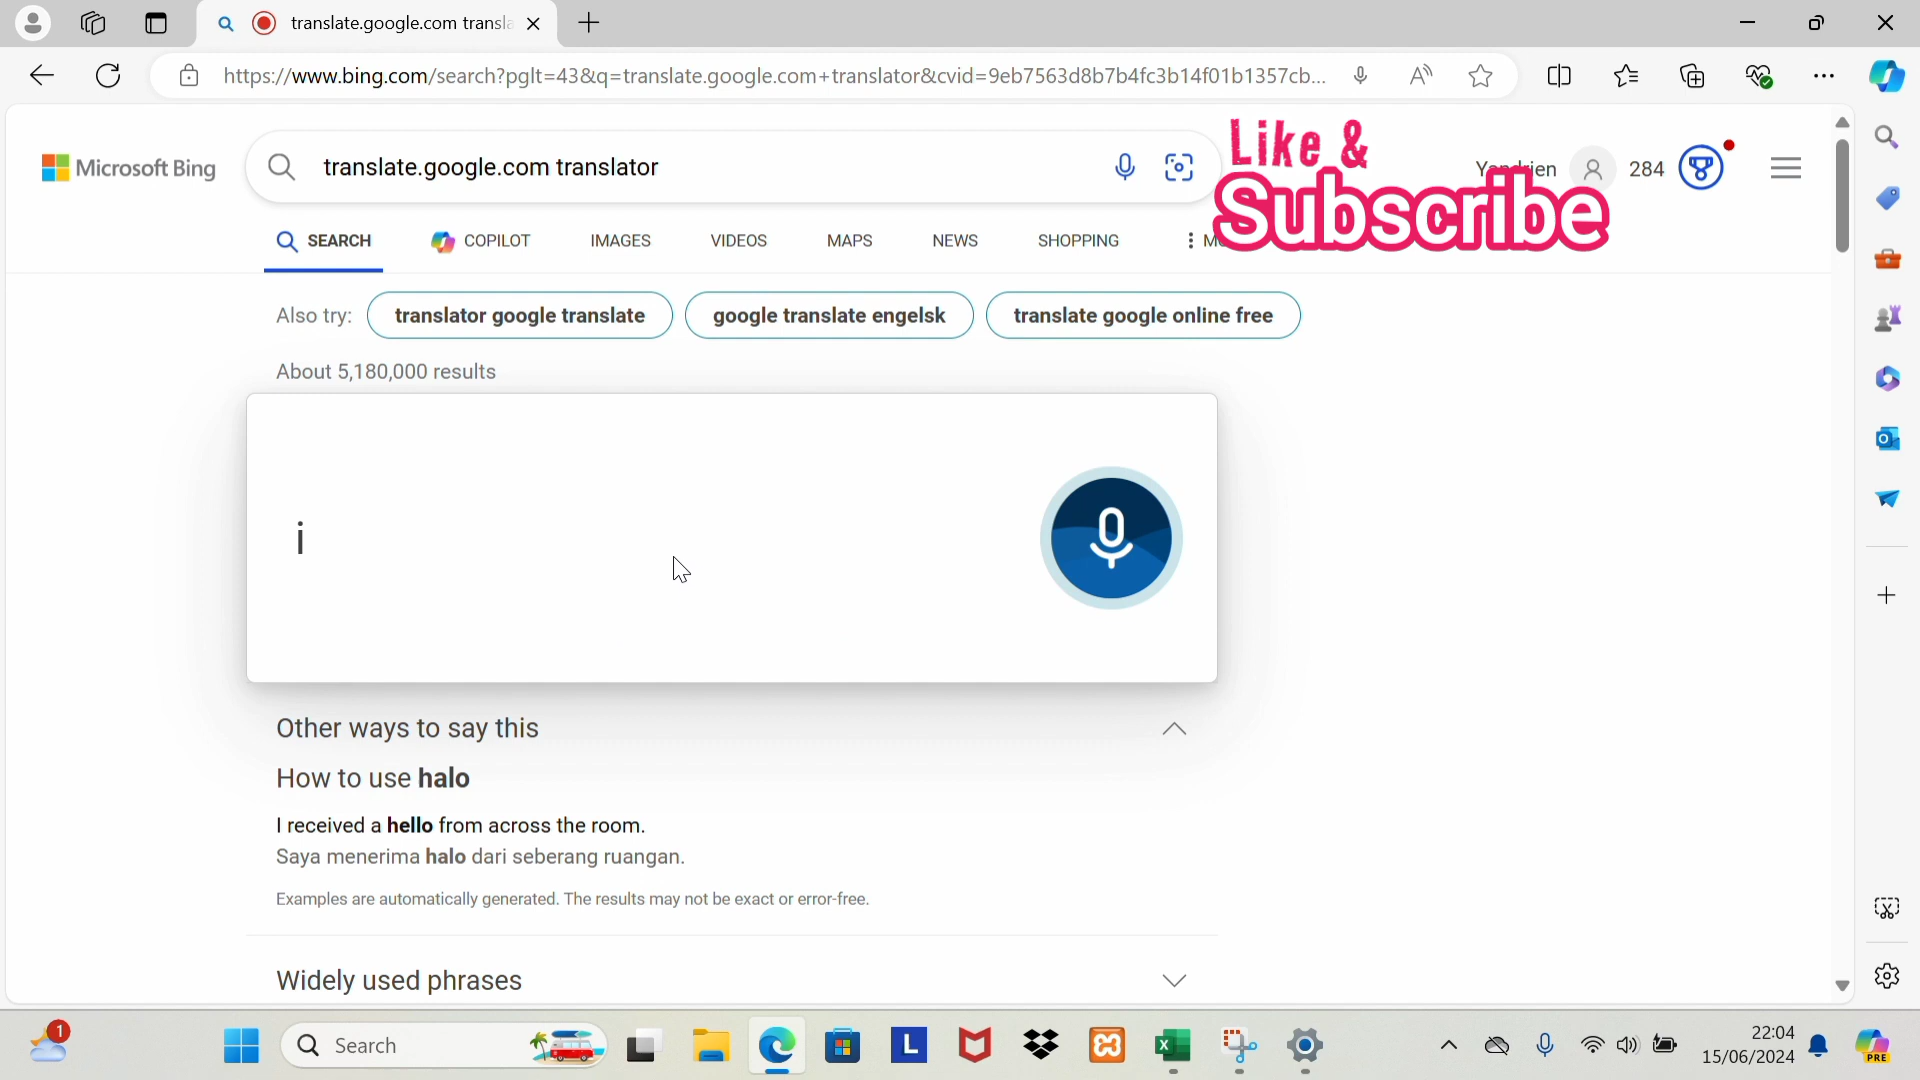 translate.google.com transl
https://www.bing.com/search?pglt=43&q=translate.google.com+translator&cvid=9eb7563d8b7b4fc3b14f01b1357cb...
Like &
Subscribe
Microsoft Bing
translate.google.com translator
284
SEARCH
COPILOT
IMAGES
VIDEOS
MAPS
NEWS
SHOPPING
Also try:
translator google translate
google translate engelsk
translate google online free
About 5,180,000 results
i
Other ways to say this
How to use halo
I received a hello from across the room.
Saya menerima halo dari seberang ruangan.
Examples are automatically generated. The results may not be exact or error-free.
Widely used phrases
1
Search
L
22:04
15/06/2024
PRE